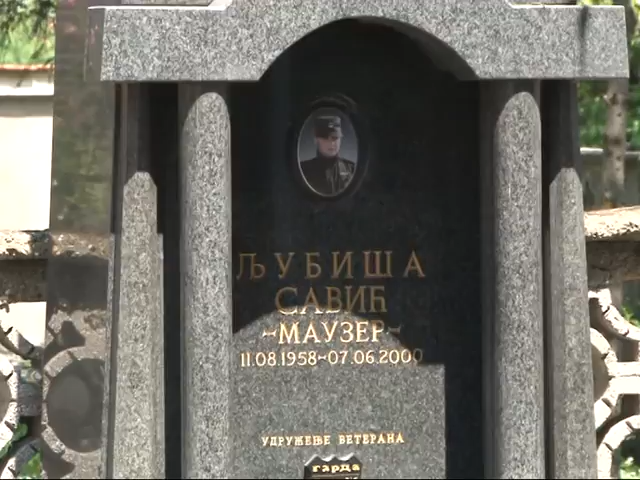 ЉУБИША
САВИЋ
~МАУЗЕР~
11.08.1958~07.06.2000
УДРУЖЕЊЕ ВЕТЕРАНА
гарда